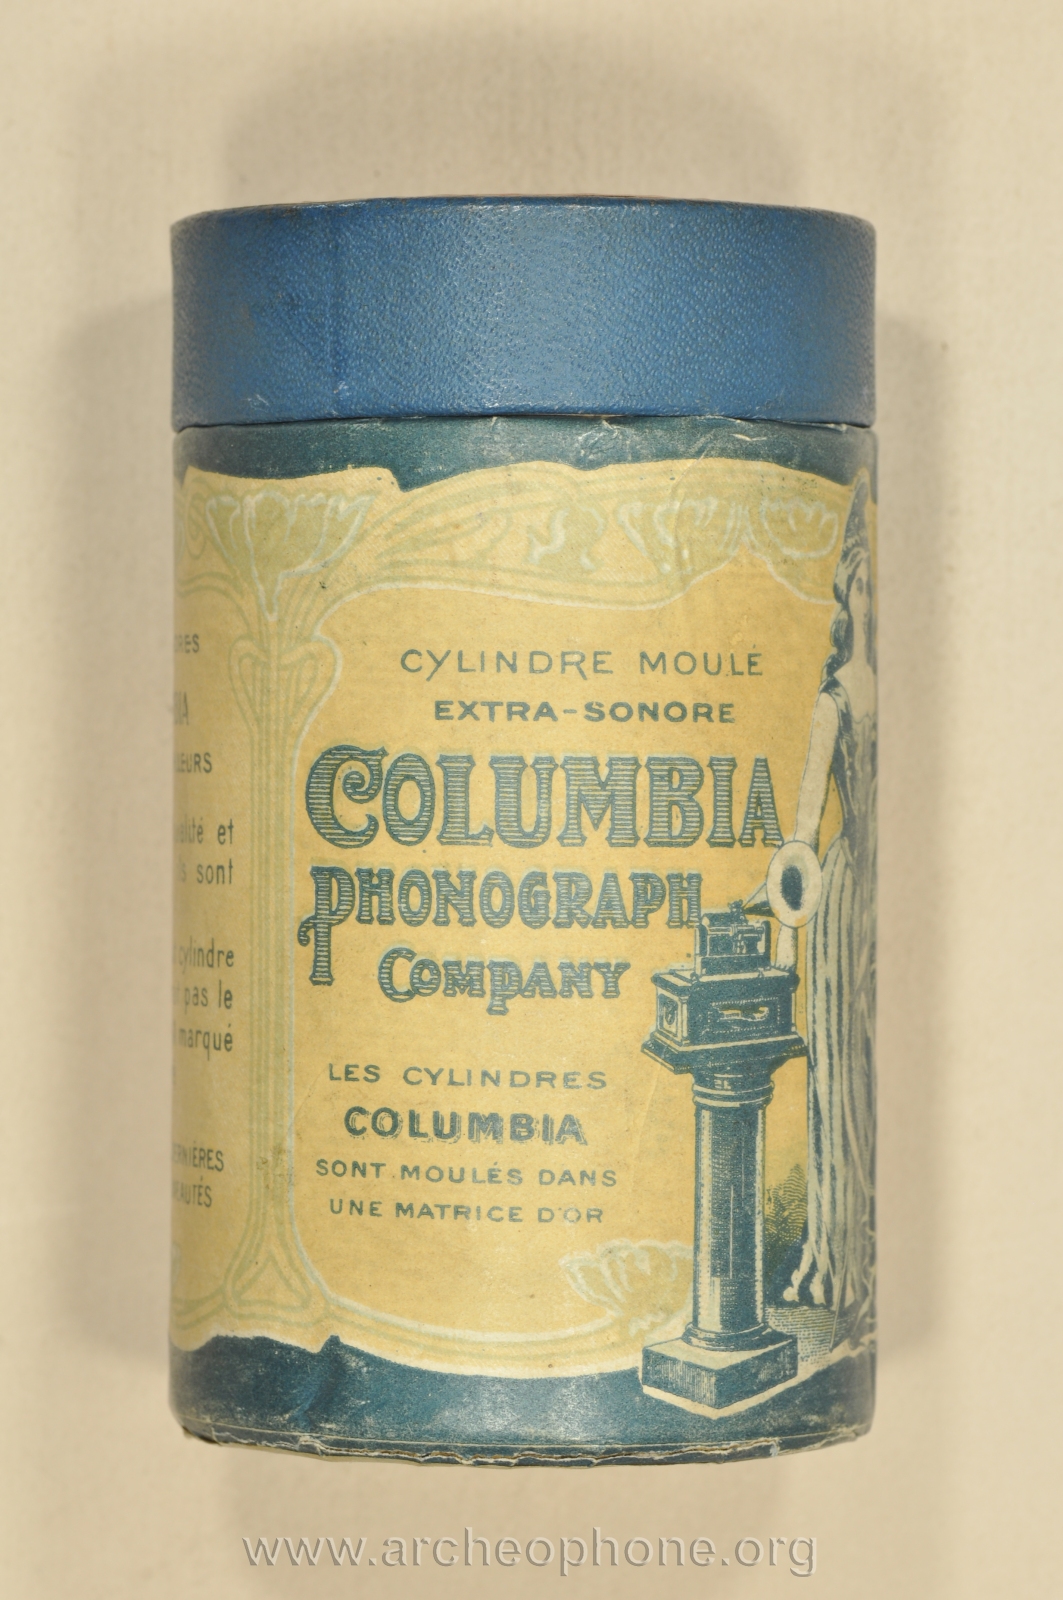 CYLINDRE MOULÉ
EXTRA-SONORE
COLUMBIA
PHONOGRAPH
COMPANY
LES CYLINDRES
COLUMBIA
SONT MOULÉS DANS
UNE MATRICE D'OR
et
sont
cylindre
pas le
marqué
www.archeophone.org